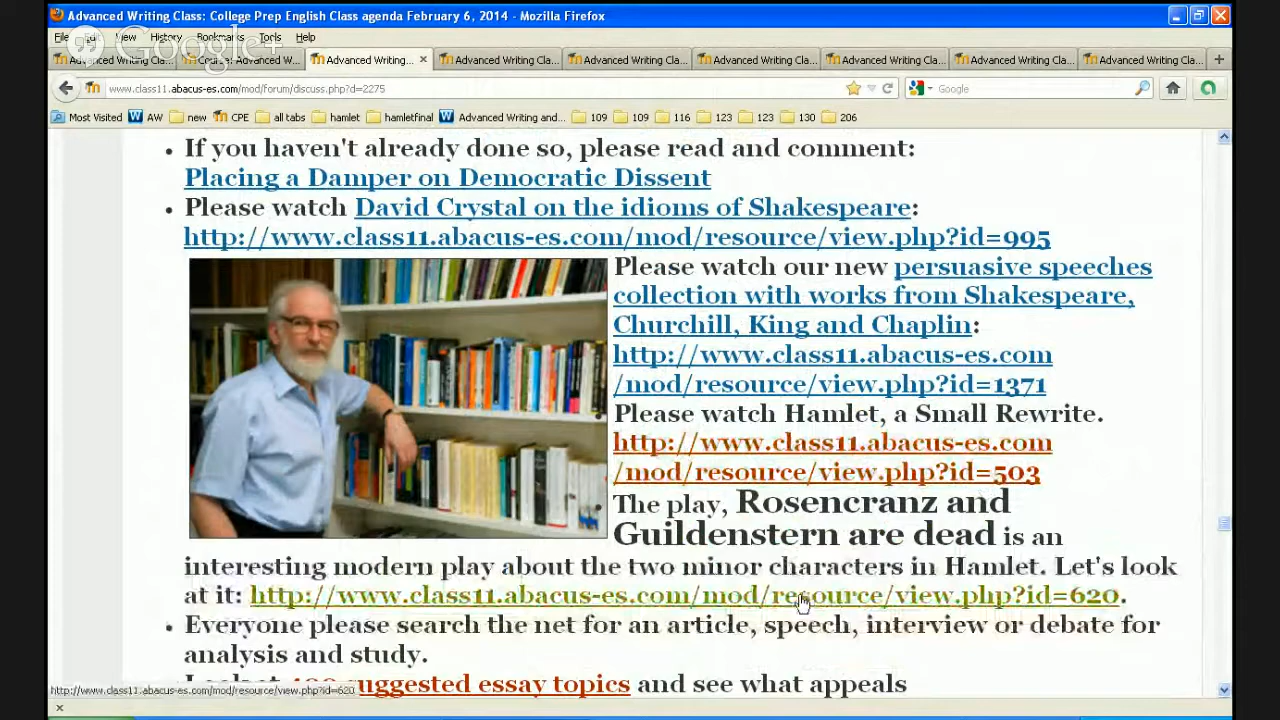 Advanced Writing Class: College Prep English Class agenda February 6, 2014 - Mozilla Firefox
File Edit View History Bookmarks Tools Help
Google+
Advanced Writing Clas... Course: Advanced W... Advanced Writing... Advanced Writing Cla... Advanced Writing Cla... Advanced Writing Cla... Advanced Writing Cla... Advanced Writing Cla... Advanced Writing Cla...
www.class11.abacus-es.com/mod/forum/discuss.php?d=2275 Google
Most Visited AW new CPE all tabs hamlet hamletfinal Advanced Writing and... 109 109 116 123 123 130 206
If you haven't already done so, please read and comment:
Placing a Damper on Democratic Dissent
Please watch David Crystal on the idioms of Shakespeare:
http://www.class11.abacus-es.com/mod/resource/view.php?id=995
Please watch our new persuasive speeches
collection with works from Shakespeare,
Churchill, King and Chaplin:
http://www.class11.abacus-es.com
/mod/resource/view.php?id=1371
Please watch Hamlet, a Small Rewrite.
http://www.class11.abacus-es.com
/mod/resource/view.php?id=503
The play, Rosencranz and
Guildenstern are dead is an
interesting modern play about the two minor characters in Hamlet. Let's look
at it: http://www.class11.abacus-es.com/mod/resource/view.php?id=620.
Everyone please search the net for an article, speech, interview or debate for
analysis and study.
suggested essay topics and see what appeals
http://www.class11.abacus-es.com/mod/resource/view.php?id=620